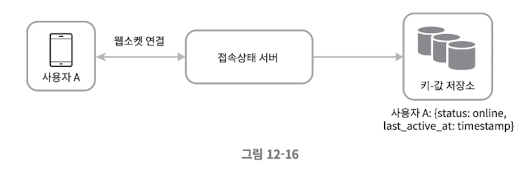 웹소켓 연결
사용자 A
접속상태 서버
키-값 저장소
사용자 A: {status: online,
last_active_at: timestamp}
그림 12-16